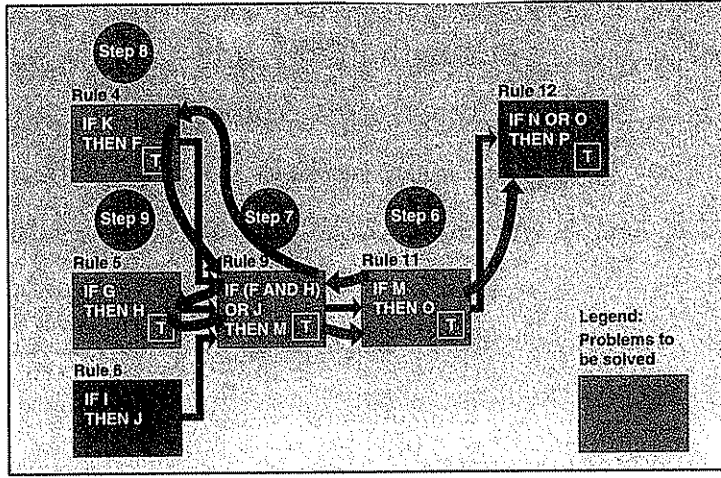 Step 8
Rule 4
IF K
THEN F
T
Rule 12
IF N OR O
THEN P
T
Step 9
Step 7
Step 6
Rule 5
IF G
THEN H
T
Rule 9
IF (F AND H)
OR J
THEN M
T
Rule 11
IF M
THEN O
T
Rule 6
IF I
THEN J
Legend:
Problems to
be solved